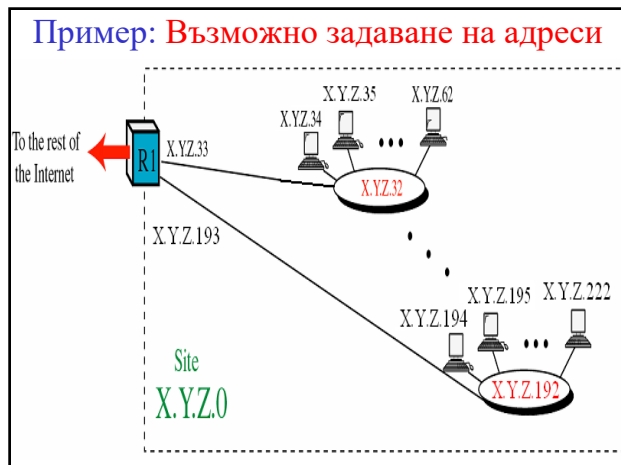 Пример: Възможно задаване на адреси
X.Y.Z.35
X.Y.Z.62
X.Y.Z.34
To the rest of
the Internet
R1
X.Y.Z.33
X.Y.Z.32
X.Y.Z.193
X.Y.Z.195
X.Y.Z.222
X.Y.Z.194
Site
X.Y.Z.0
X.Y.Z.192